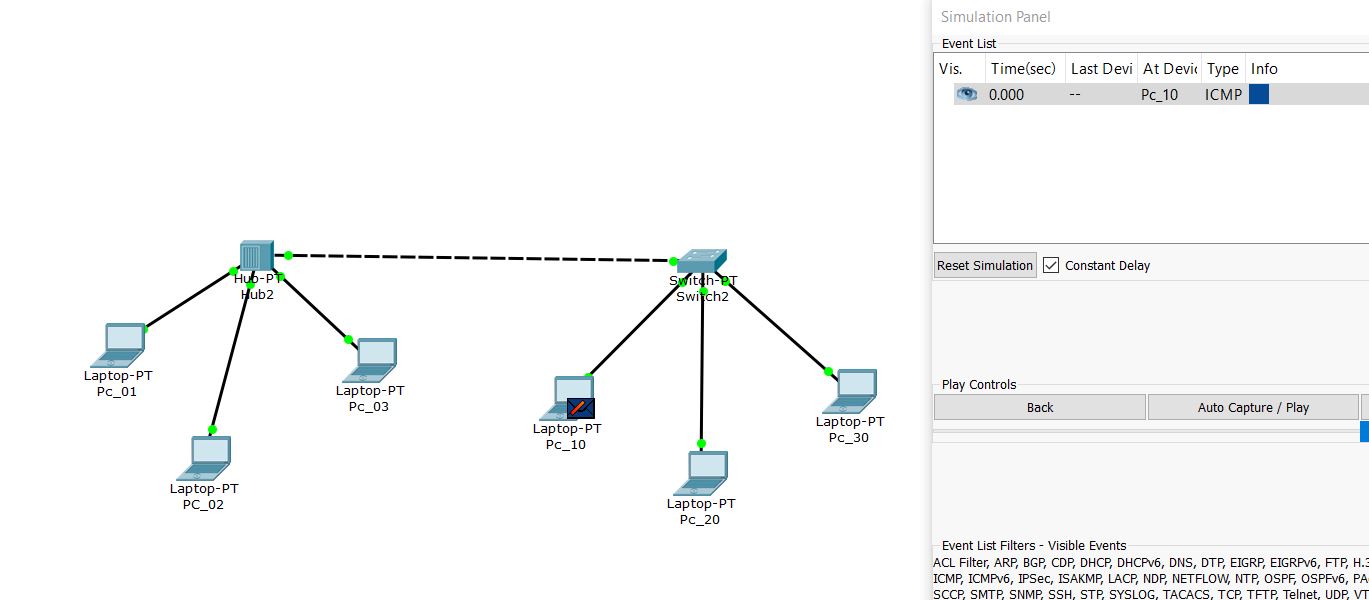 Simulation Panel
Event List
Vis. Time(sec) Last Devi At Devic Type Info
0.000 -- Pc_10 ICMP
Reset Simulation Constant Delay
Play Controls
Back Auto Capture / Play
Event List Filters - Visible Events
ACL Filter, ARP, BGP, CDP, DHCP, DHCPv6, DNS, DTP, EIGRP, EIGRPv6, FTP, H.3
ICMP, ICMPv6, IPSec, ISAKMP, LACP, NDP, NETFLOW, NTP, OSPF, OSPFv6, PA
SCCP, SMTP, SNMP, SSH, STP, SYSLOG, TACACS, TCP, TFTP, Telnet, UDP, VT
Hub-PT
Hub2
Switch-PT
Switch2
Laptop-PT
Pc_01
Laptop-PT
Pc_03
Laptop-PT
PC_02
Laptop-PT
Pc_10
Laptop-PT
Pc_30
Laptop-PT
Pc_20